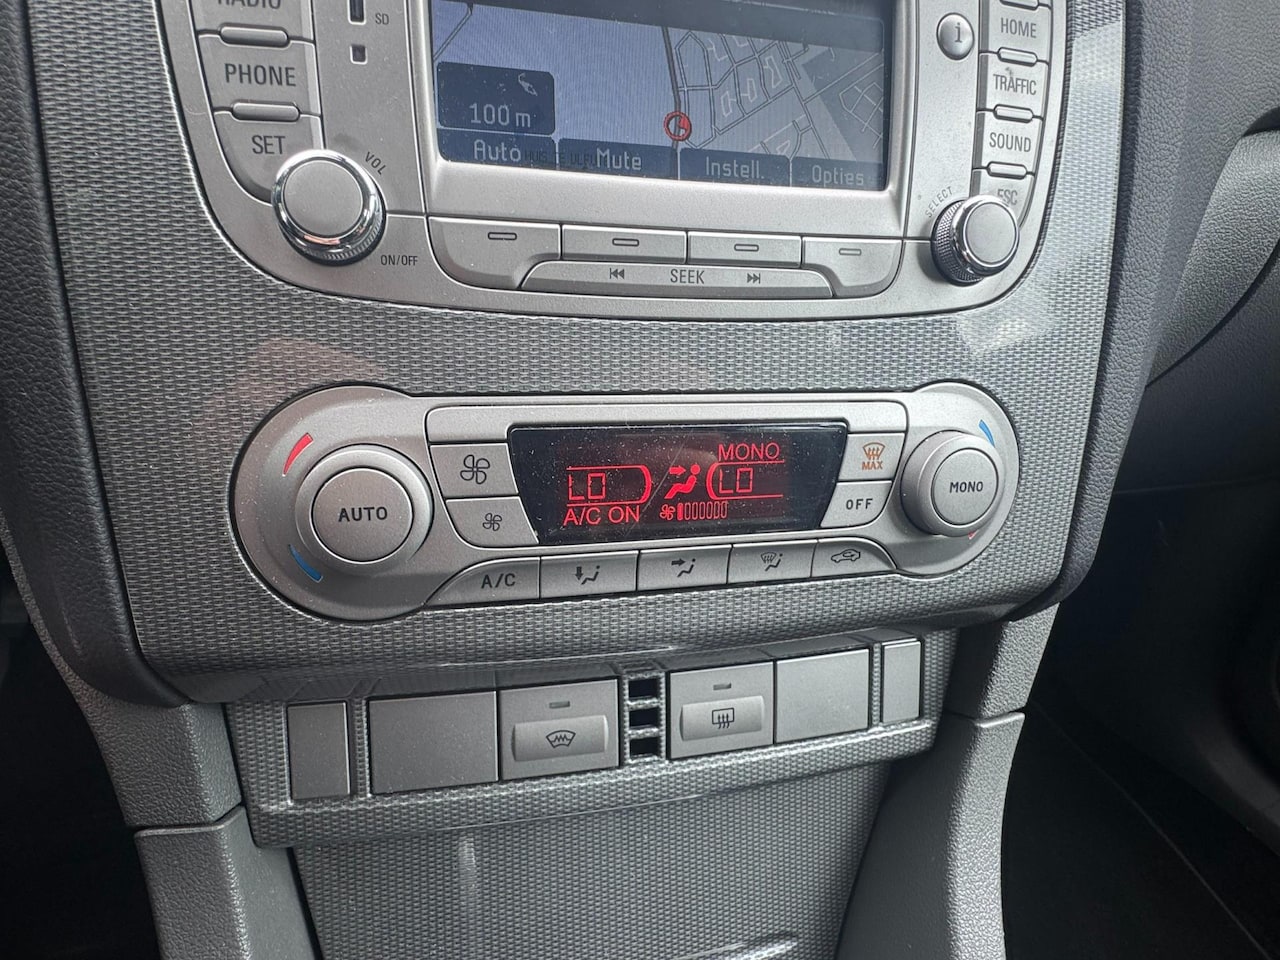 RADIO
SD
HOME
PHONE
TRAFFIC
SET
VOL
100 m
SOUND
Auto
Mute
Instell.
Opties
ESC
SELECT
ON/OFF
SEEK
MONO
MAX
LO
LO
AUTO
OFF
MONO
A/C ON
A/C